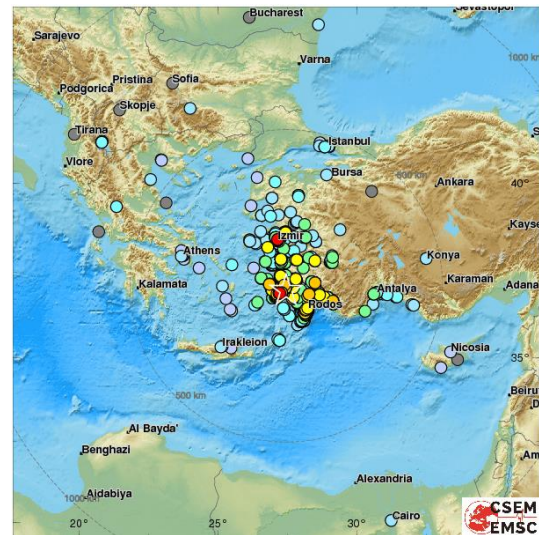 Bucharest
Sevastopol
Sarajevo
Varna
1000 km
Pristina
Sofia
Podgorica
Skopje
Tirana
Istanbul
Vlore
Bursa
500 km
Ankara
40°
Izmir
Kayse
Athens
Konya
Karaman
Adana
Kalamata
Antalya
Rodos
Irakleion
Nicosia
35°
500 km
Beirut
D
Al Bayda'
Benghazi
Am
Alexandria
1000 km
Ajdabiya
20°
25°
30°
Cairo
CSEM
EMSC